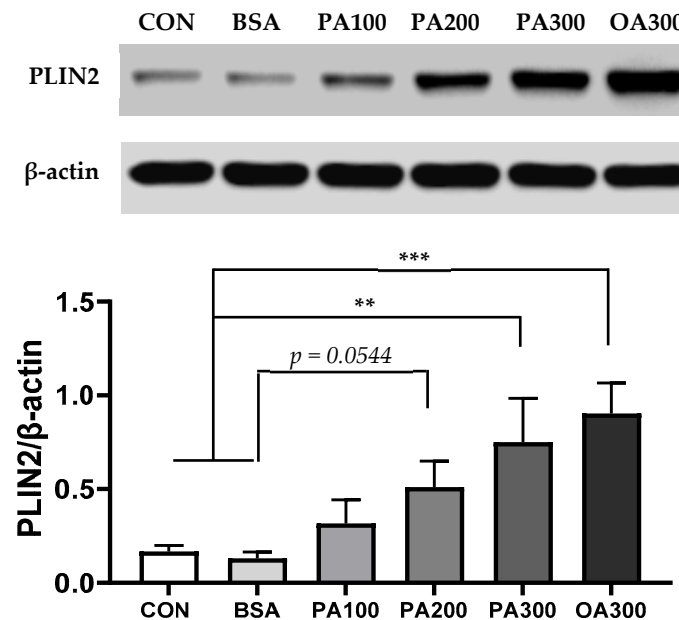 CON BSA PA100 PA200 PA300 OA300
PLIN2
β-actin
***
**
p = 0.0544
PLIN2/β-actin
1.5
1.0
0.5
0.0
CON BSA PA100 PA200 PA300 OA300